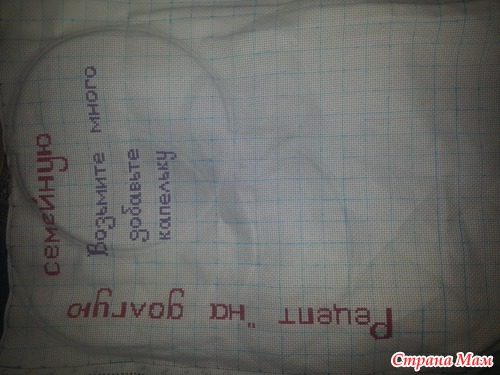 Рецепт "на долгую
семейную
Возьмите много
добавьте
капельку
Страна Мам